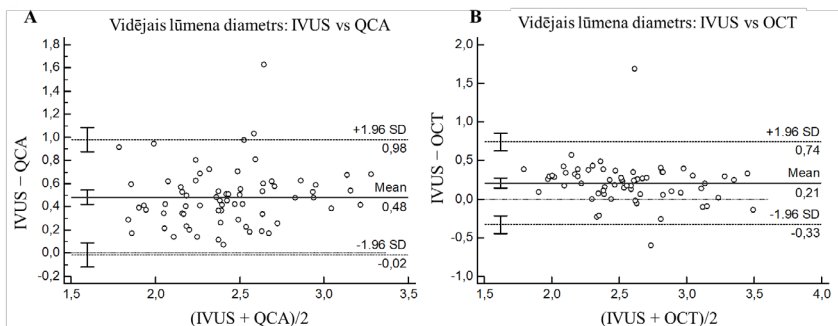 A
Vidējais lūmena diametrs: IVUS vs QCA
IVUS – QCA
1,8
1,6
1,4
1,2
1,0
0,8
0,6
0,4
0,2
0,0
-0,2
+1.96 SD
0,98
Mean
0,48
-1.96 SD
-0,02
1,5 2,0 2,5 3,0 3,5
(IVUS + QCA)/2
B
Vidējais lūmena diametrs: IVUS vs OCT
IVUS – OCT
2,0
1,5
1,0
0,5
0,0
-0,5
-1,0
+1.96 SD
0,74
Mean
0,21
-1.96 SD
-0,33
1,5 2,0 2,5 3,0 3,5 4,0
(IVUS + OCT)/2